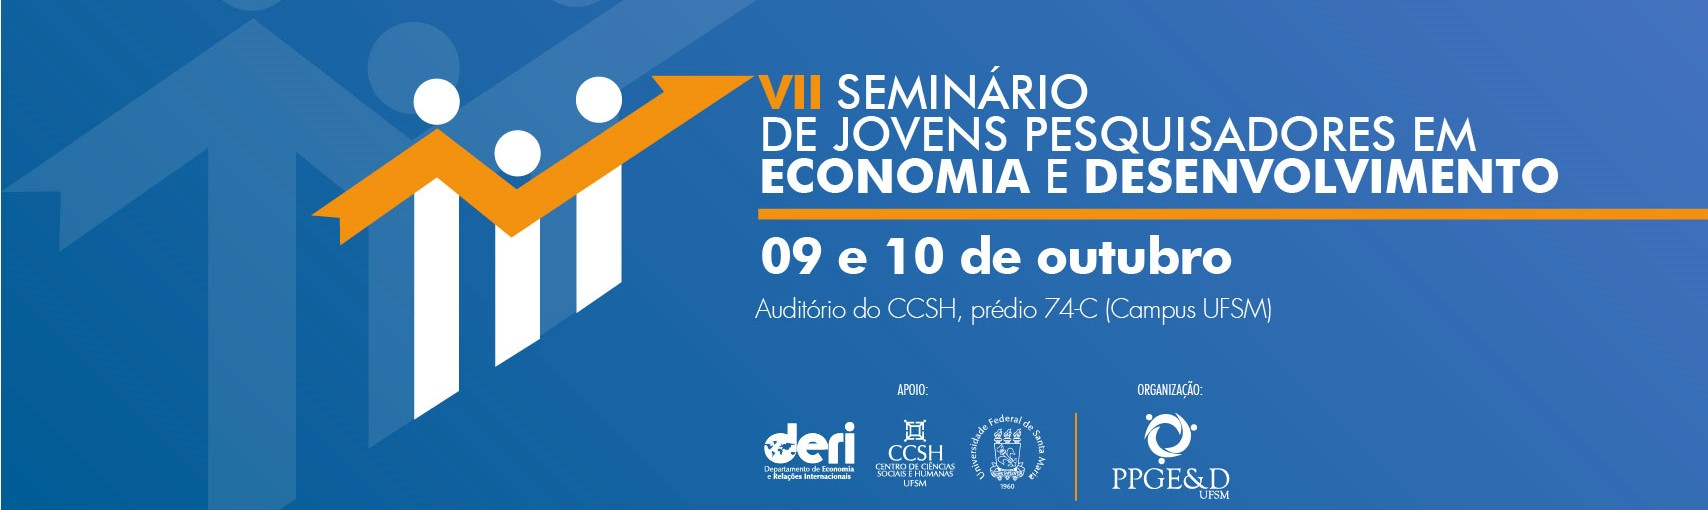 VII SEMINÁRIO
DE JOVENS PESQUISADORES EM
ECONOMIA E DESENVOLVIMENTO
09 e 10 de outubro
Auditório do CCSH, prédio 74-C (Campus UFSM)
APOIO:
deri
Departamento de Economia
e Relações Internacionais
CCSH
CENTRO DE CIÊNCIAS
SOCIAIS E HUMANAS
UFSM
Universidade Federal de Santa Maria
1960
ORGANIZAÇÃO:
PPGE&D
UFSM